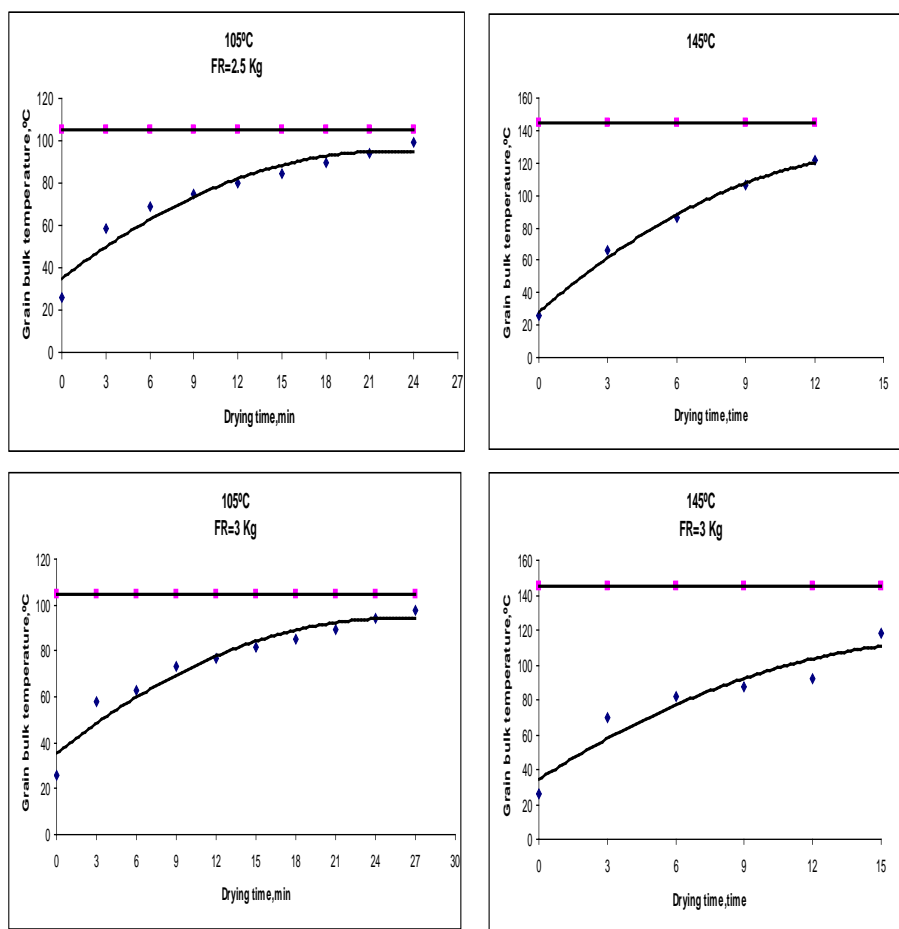 105ºC
FR=2.5 Kg
Grain bulk temperature,ºC
120
100
80
60
40
20
0
0 3 6 9 12 15 18 21 24 27
Drying time,min
145ºC
Grain bulk temperature,ºC
160
140
120
100
80
60
40
20
0
0 3 6 9 12 15
Drying time,time
105ºC
FR=3 Kg
Grain bulk temperature,ºC
120
100
80
60
40
20
0
0 3 6 9 12 15 18 21 24 27 30
Drying time,min
145ºC
FR=3 Kg
Grain bulk temperature,ºC
160
140
120
100
80
60
40
20
0
0 3 6 9 12 15
Drying time,time